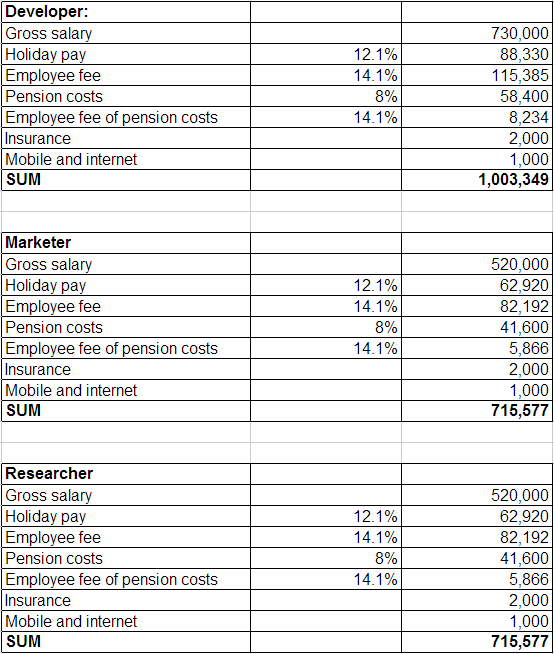 Developer:
Gross salary 730,000
Holiday pay 12.1% 88,330
Employee fee 14.1% 115,385
Pension costs 8% 58,400
Employee fee of pension costs 14.1% 8,234
Insurance 2,000
Mobile and internet 1,000
SUM 1,003,349
Marketer
Gross salary 520,000
Holiday pay 12.1% 62,920
Employee fee 14.1% 82,192
Pension costs 8% 41,600
Employee fee of pension costs 14.1% 5,866
Insurance 2,000
Mobile and internet 1,000
SUM 715,577
Researcher
Gross salary 520,000
Holiday pay 12.1% 62,920
Employee fee 14.1% 82,192
Pension costs 8% 41,600
Employee fee of pension costs 14.1% 5,866
Insurance 2,000
Mobile and internet 1,000
SUM 715,577